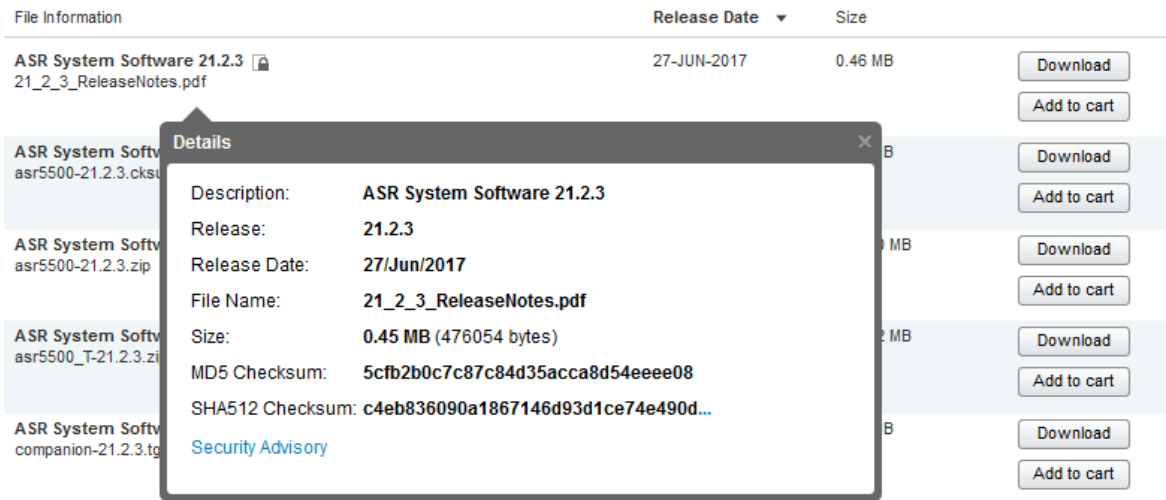 File Information Release Date Size
ASR System Software 21.2.3 27-JUN-2017 0.46 MB Download
21_2_3_ReleaseNotes.pdf
Add to cart
Details
ASR System Softw B Download
asr5500-21.2.3.cksu
Add to cart
Description: ASR System Software 21.2.3
Release: 21.2.3
ASR System Softw MB Download
asr5500-21.2.3.zip
Release Date: 27/Jun/2017
Add to cart
File Name: 21_2_3_ReleaseNotes.pdf
ASR System Softw MB Download
Size: 0.45 MB (476054 bytes)
asr5500_T-21.2.3.zi
MD5 Checksum: 5cfb2b0c7c87c84d35acca8d54eeee08
Add to cart
SHA512 Checksum: c4eb836090a1867146d93d1ce74e490d...
ASR System Softw B Download
companion-21.2.3.tg
Security Advisory
Add to cart